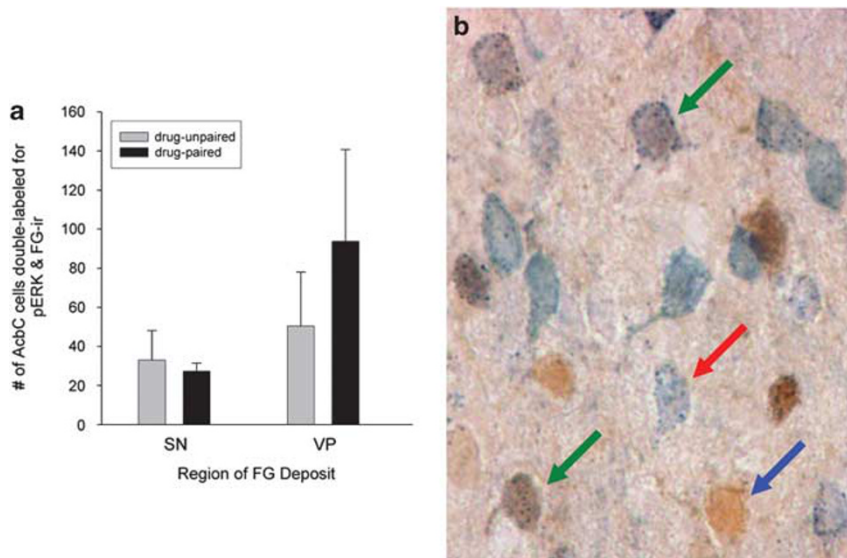 a
# of AcbC cells double-labeled for
pERK & FG-ir
160
140
120
100
80
60
40
20
0
drug-unpaired
drug-paired
SN
VP
Region of FG Deposit
b